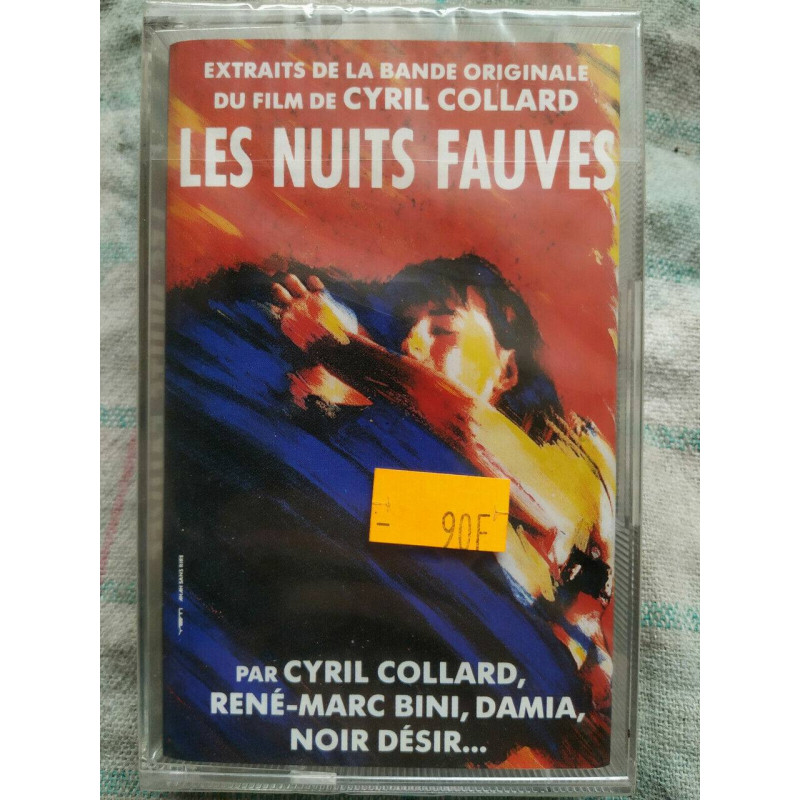 EXTRAITS DE LA BANDE ORIGINALE
DU FILM DE CYRIL COLLARD
LES NUITS FAUVES
- 90F
PAR CYRIL COLLARD,
RENÉ-MARC BINI, DAMIA,
NOIR DÉSIR...